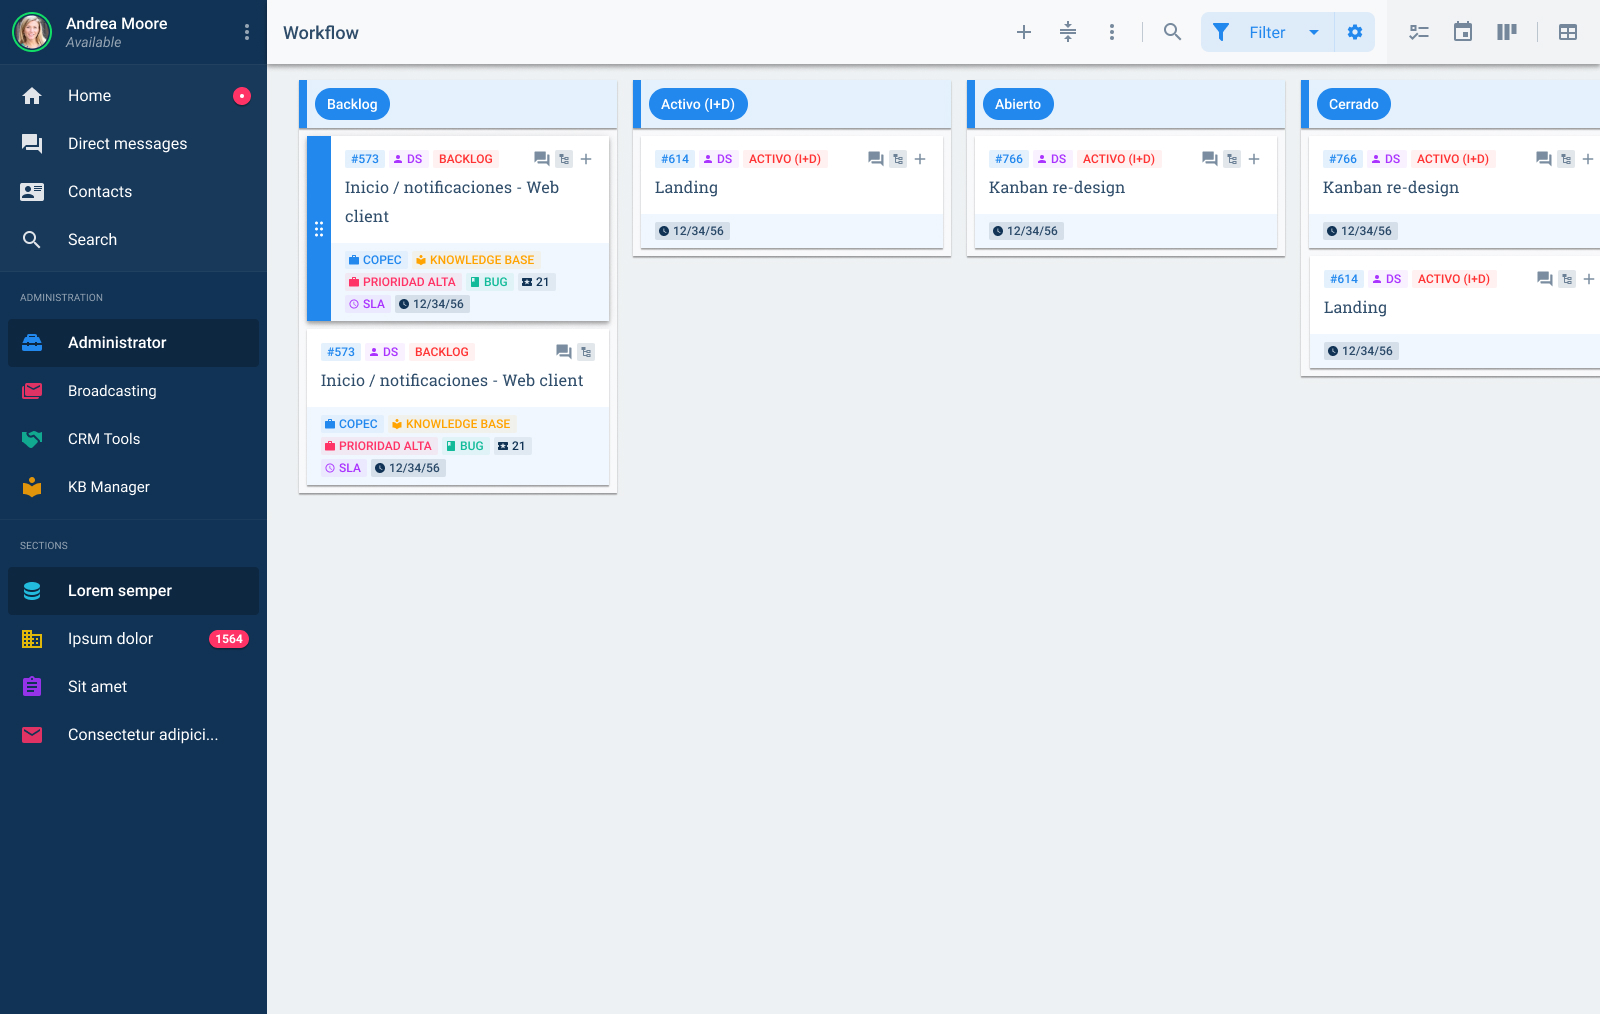 Andrea Moore
Available
Home
Direct messages
Contacts
Search
ADMINISTRATION
Administrator
Broadcasting
CRM Tools
KB Manager
SECTIONS
Lorem semper
Ipsum dolor 1564
Sit amet
Consectetur adipici...
Workflow
Filter
Backlog
#573 DS BACKLOG
Inicio / notificaciones - Web
client
COPEC KNOWLEDGE BASE
PRIORIDAD ALTA BUG 21
SLA 12/34/56
#573 DS BACKLOG
Inicio / notificaciones - Web client
COPEC KNOWLEDGE BASE
PRIORIDAD ALTA BUG 21
SLA 12/34/56
Activo (I+D)
#614 DS ACTIVO (I+D)
Landing
12/34/56
Abierto
#766 DS ACTIVO (I+D)
Kanban re-design
12/34/56
Cerrado
#766 DS ACTIVO (I+D)
Kanban re-design
12/34/56
#614 DS ACTIVO (I+D)
Landing
12/34/56